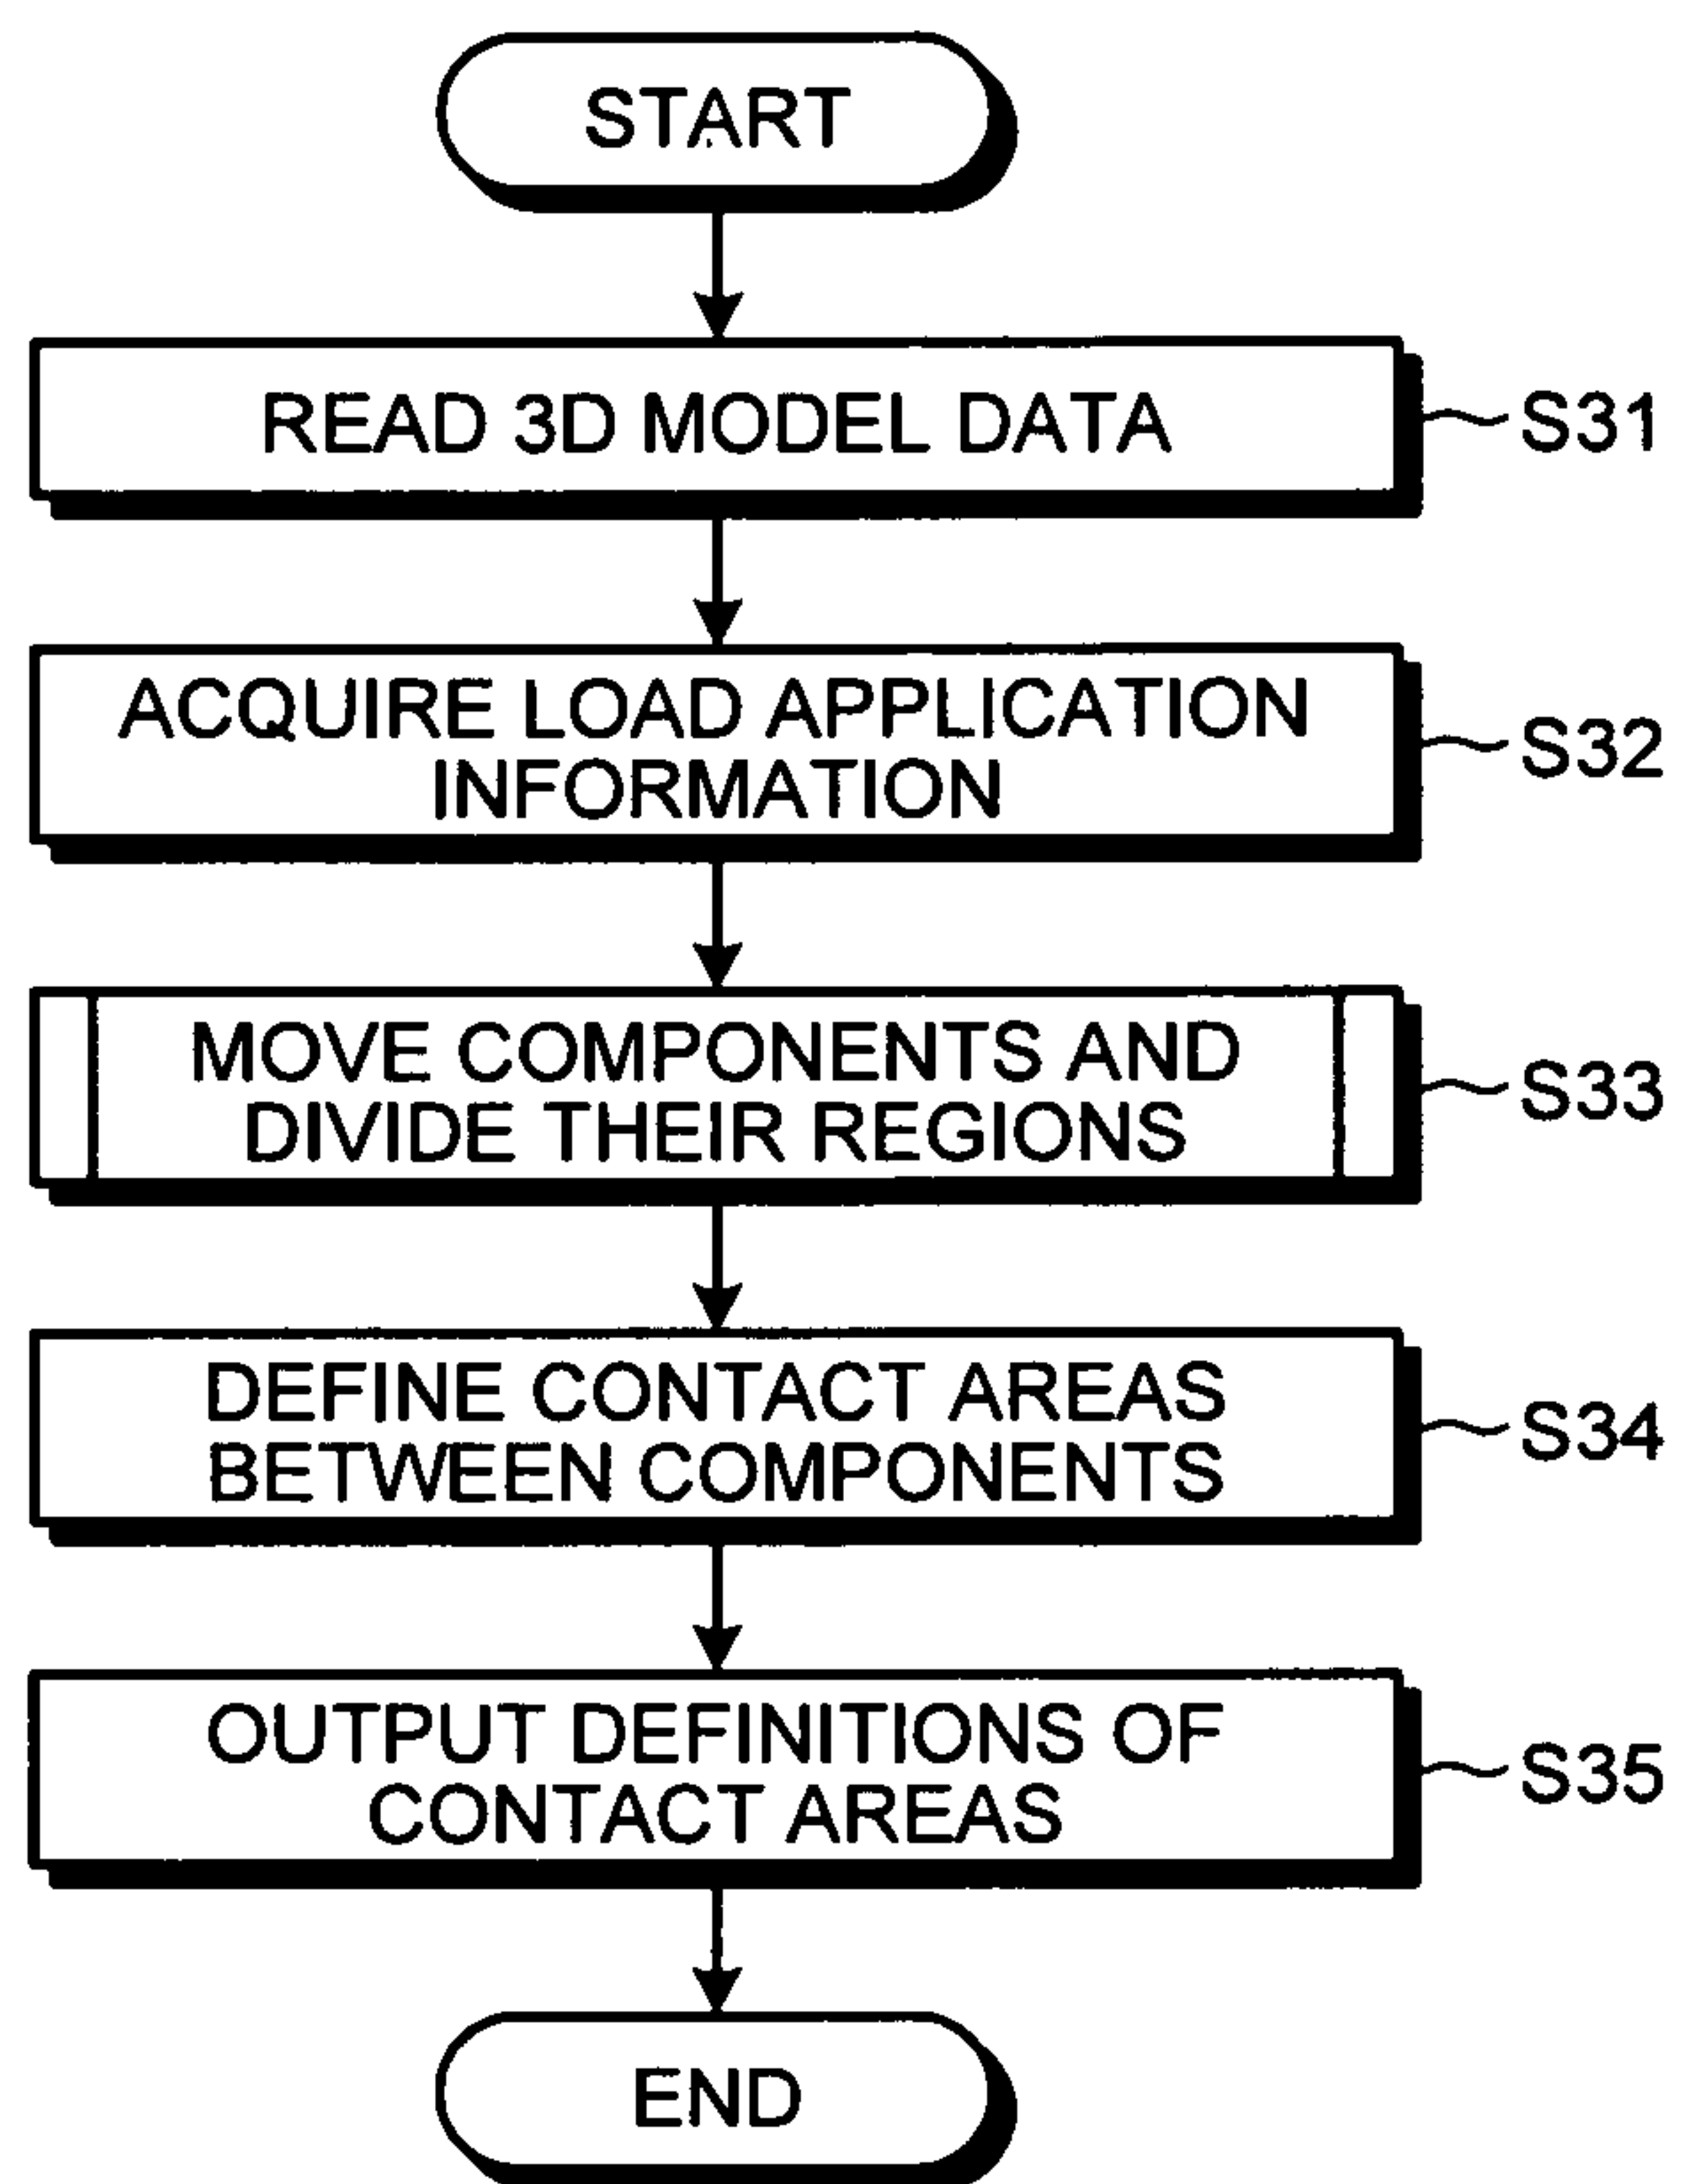 START
READ 3D MODEL DATA
S31
ACQUIRE LOAD APPLICATION
INFORMATION
S32
MOVE COMPONENTS AND
DIVIDE THEIR REGIONS
S33
DEFINE CONTACT AREAS
BETWEEN COMPONENTS
S34
OUTPUT DEFINITIONS OF
CONTACT AREAS
S35
END